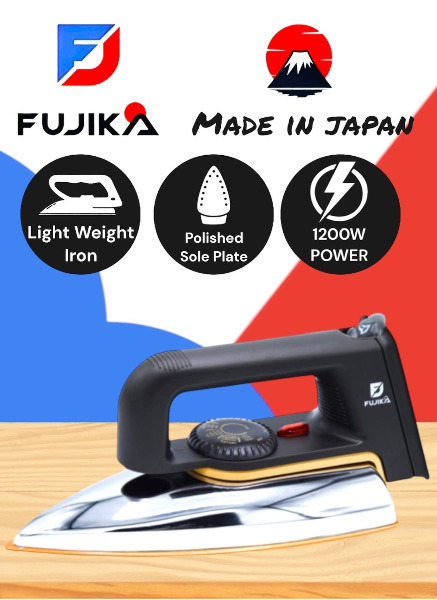 FUJIKA
MADE IN JAPAN
Light Weight
Iron
Polished
Sole Plate
1200W
POWER
FUJIKA